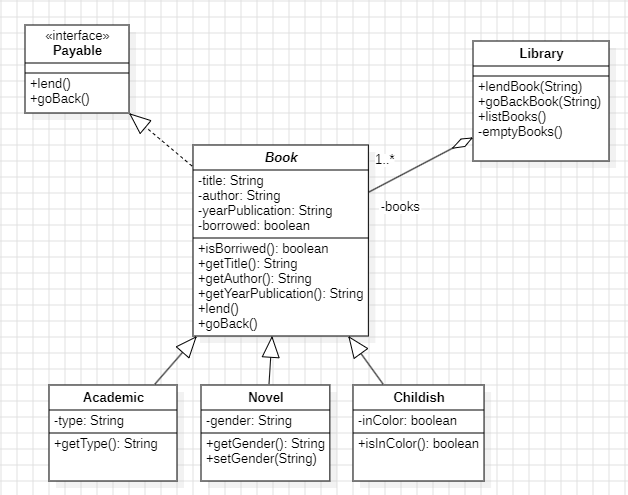 «interface»
Payable
+lend()
+goBack()
Library
+lendBook(String)
+goBackBook(String)
+listBooks()
-emptyBooks()
1..*
-books
Book
-title: String
-author: String
-yearPublication: String
-borrowed: boolean
+isBorriwed(): boolean
+getTitle(): String
+getAuthor(): String
+getYearPublication(): String
+lend()
+goBack()
Academic
-type: String
+getType(): String
Novel
-gender: String
+getGender(): String
+setGender(String)
Childish
-inColor: boolean
+isInColor(): boolean